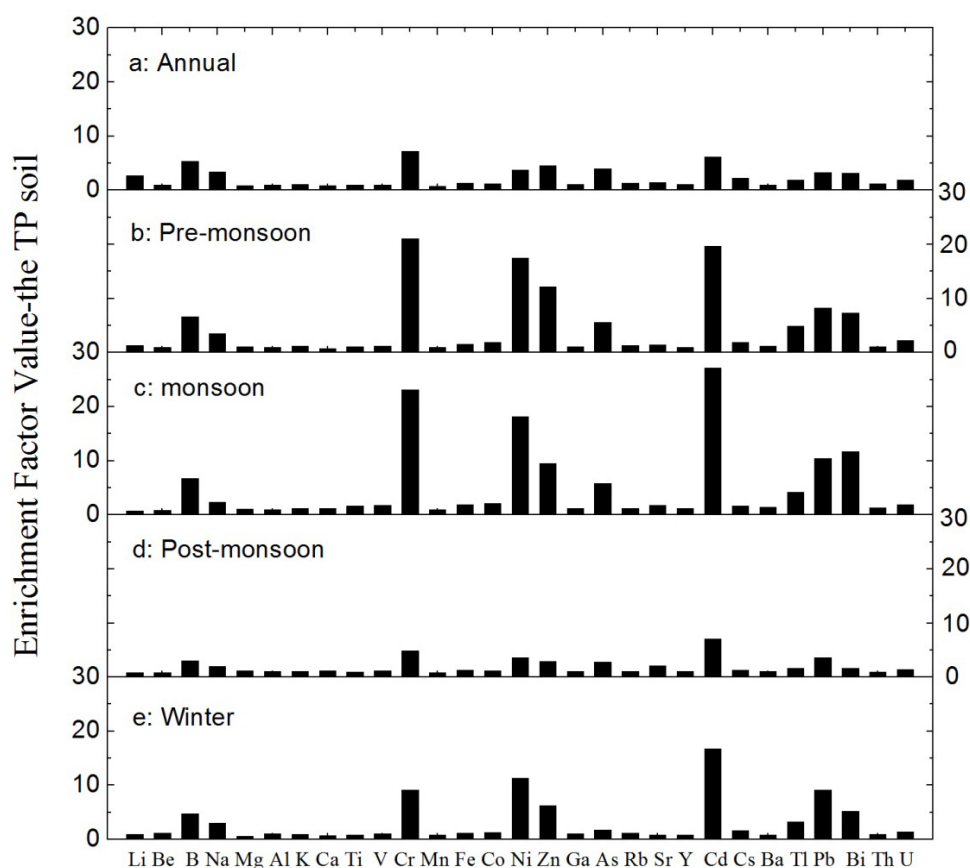 Enrichment Factor Value-the TP soil
30
a: Annual
20
10
0
30
b: Pre-monsoon
20
10
30
0
c: monsoon
20
10
0
30
d: Post-monsoon
20
10
30
0
e: Winter
20
10
0
Li Be B Na Mg Al K Ca Ti V Cr Mn Fe Co Ni Zn Ga As Rb Sr Y Cd Cs Ba Tl Pb Bi Th U